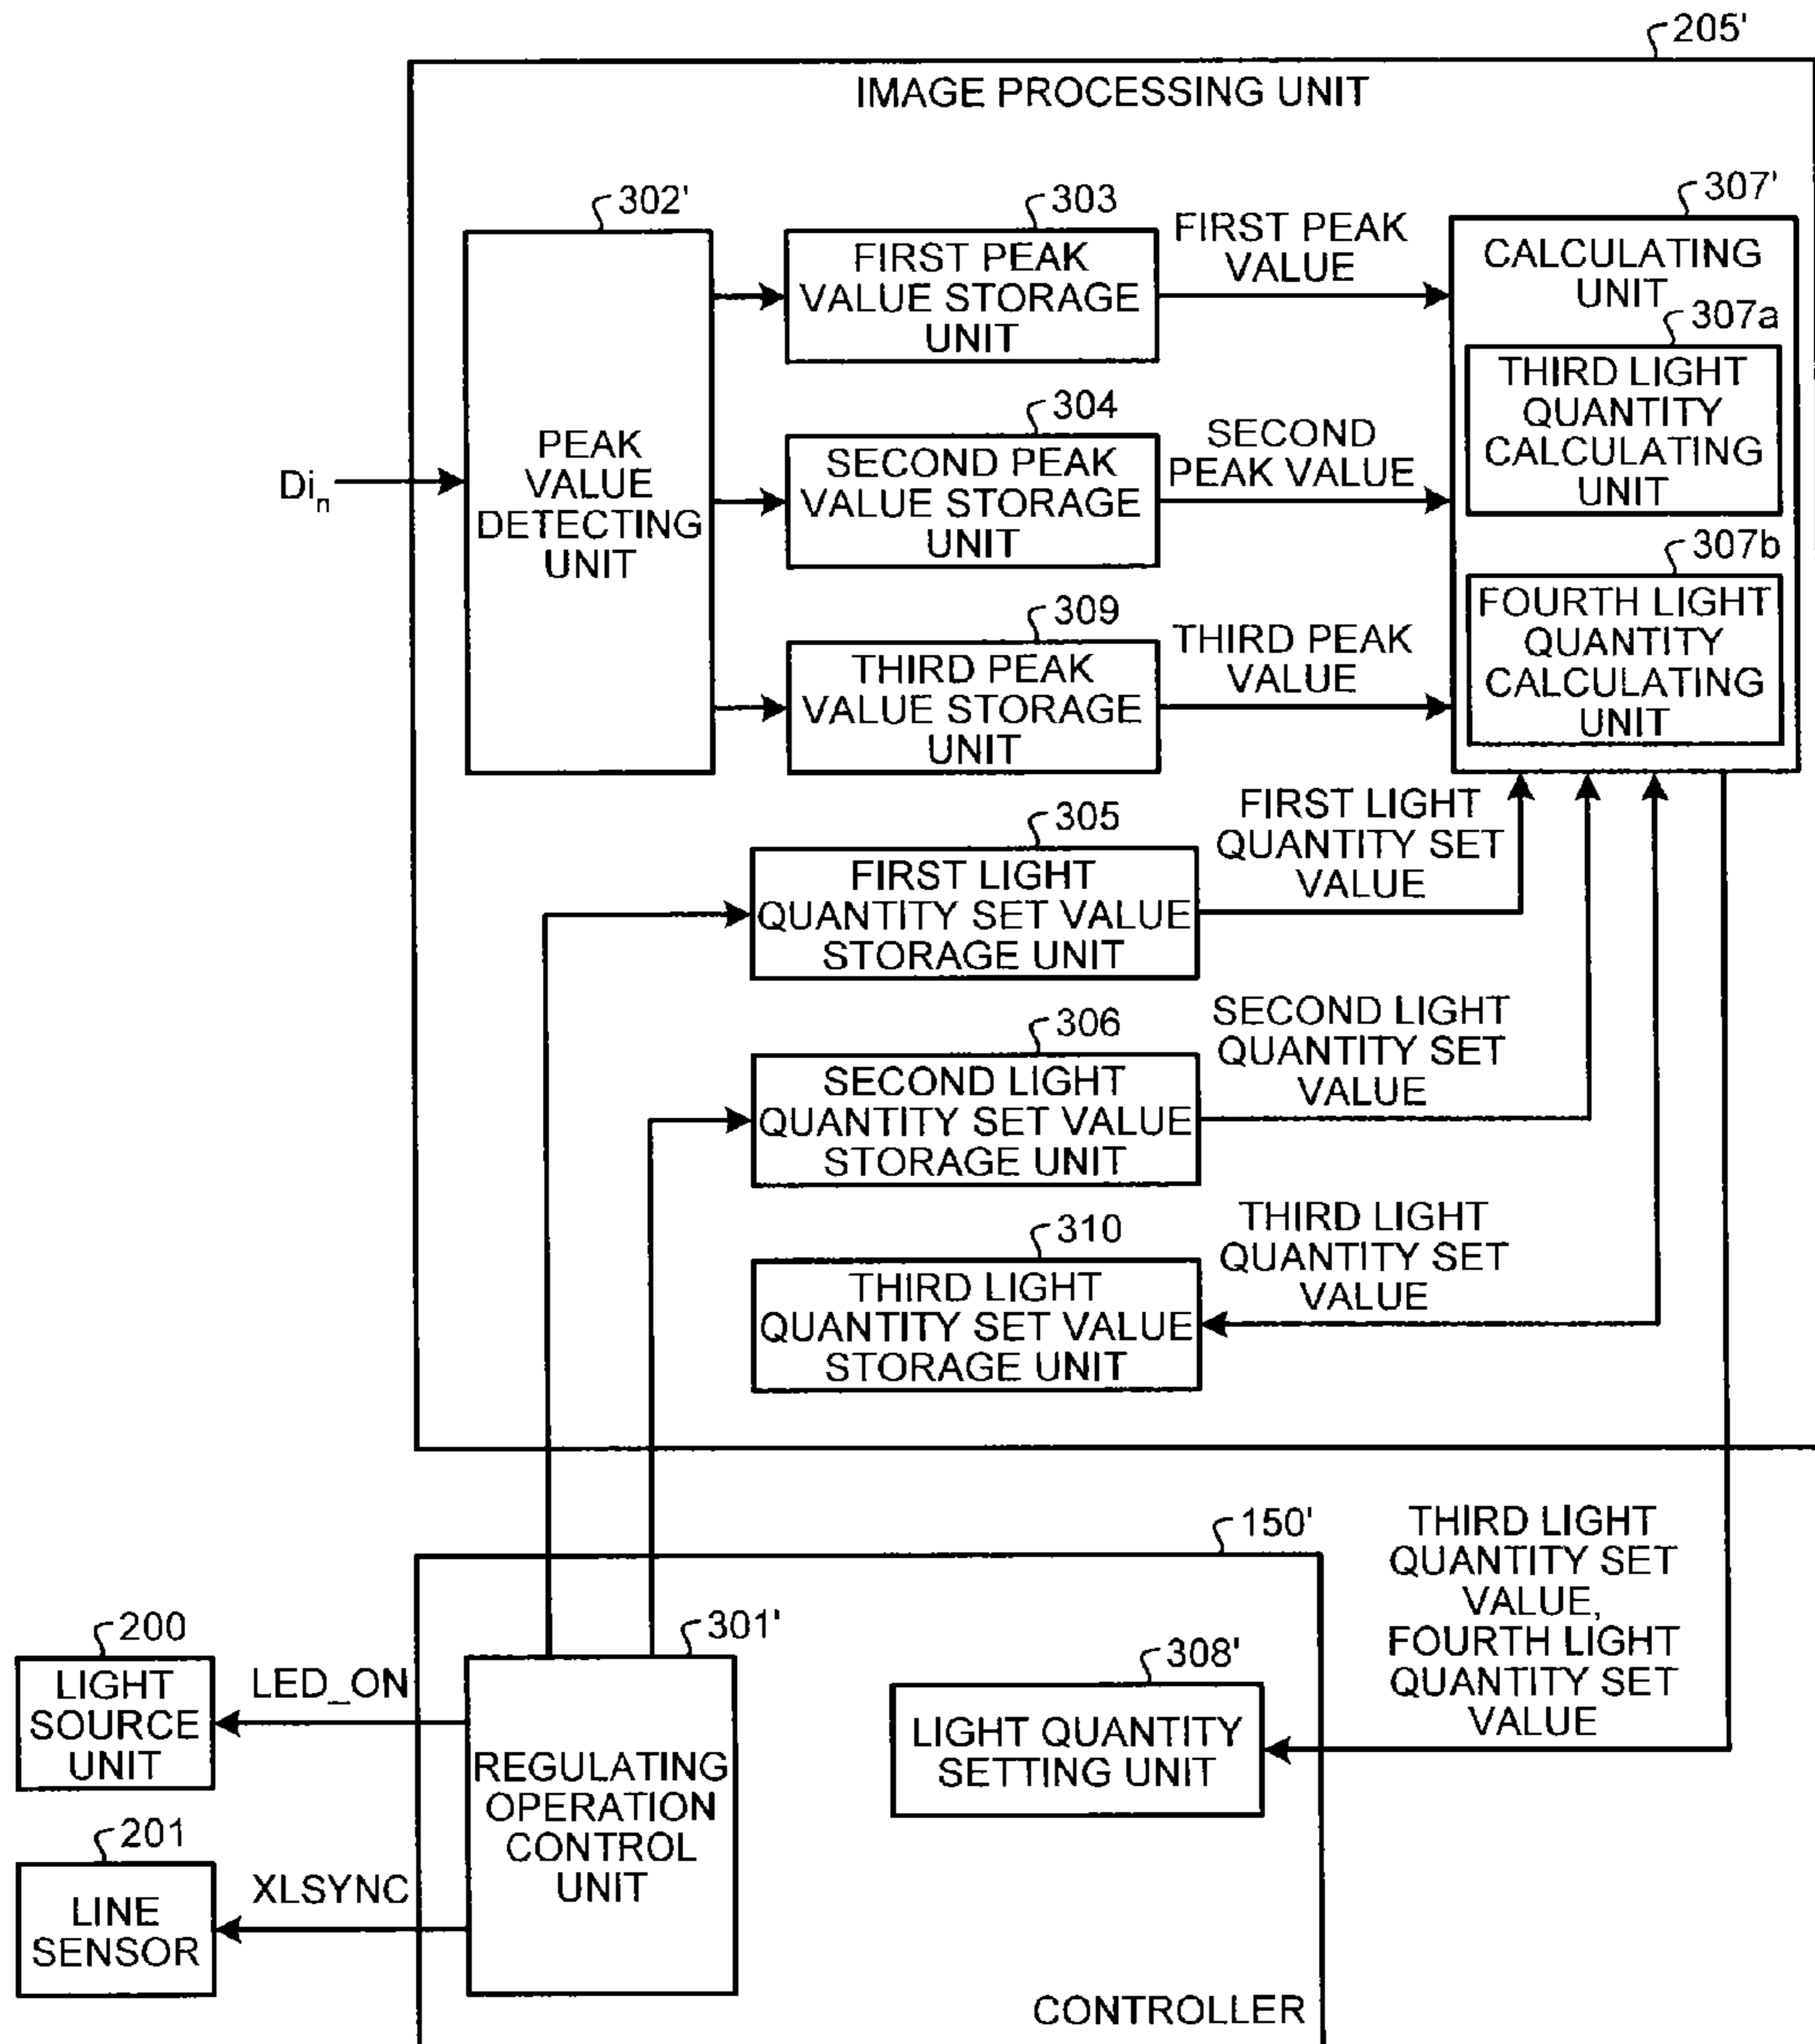 205'
IMAGE PROCESSING UNIT
302'
PEAK
VALUE
DETECTING
UNIT
Din
303
FIRST PEAK
VALUE STORAGE
UNIT
FIRST PEAK
VALUE
304
SECOND PEAK
VALUE STORAGE
UNIT
SECOND
PEAK VALUE
309
THIRD PEAK
VALUE STORAGE
UNIT
THIRD PEAK
VALUE
307'
CALCULATING
UNIT
307a
THIRD LIGHT
QUANTITY
CALCULATING
UNIT
307b
FOURTH LIGHT
QUANTITY
CALCULATING
UNIT
305
FIRST LIGHT
QUANTITY SET VALUE
STORAGE UNIT
FIRST LIGHT
QUANTITY SET
VALUE
306
SECOND LIGHT
QUANTITY SET VALUE
STORAGE UNIT
SECOND LIGHT
QUANTITY SET
VALUE
310
THIRD LIGHT
QUANTITY SET VALUE
STORAGE UNIT
THIRD LIGHT
QUANTITY SET
VALUE
150'
THIRD LIGHT
QUANTITY SET
VALUE,
FOURTH LIGHT
QUANTITY SET
VALUE
200
LIGHT
SOURCE
UNIT
LED_ON
201
LINE
SENSOR
XLSYNC
301'
REGULATING
OPERATION
CONTROL
UNIT
308'
LIGHT QUANTITY
SETTING UNIT
CONTROLLER